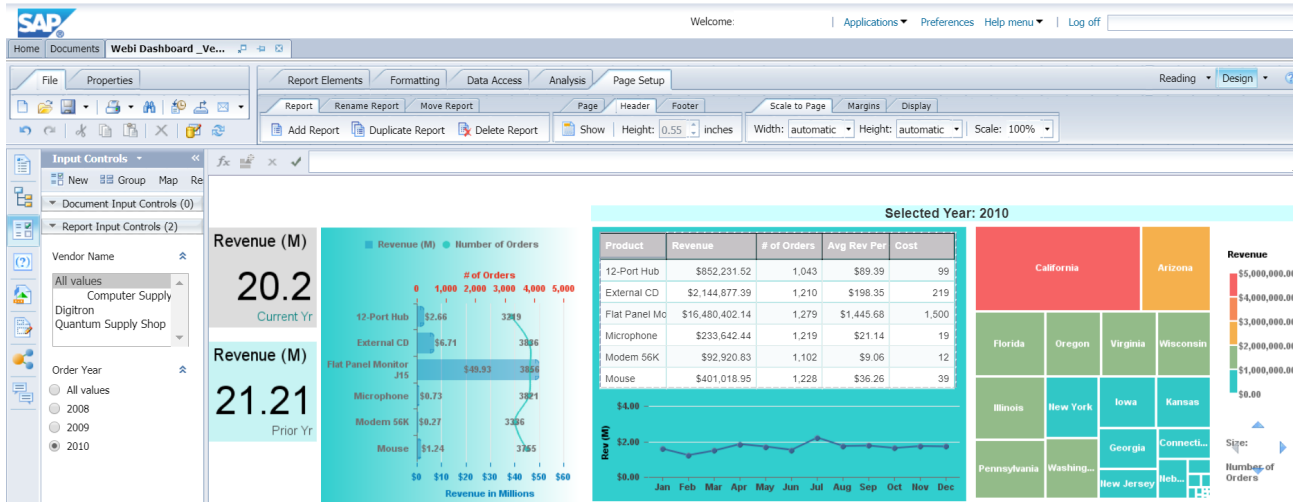 SAP
Welcome: Applications Preferences Help menu Log off
Home Documents Webi Dashboard _Ve...
File Properties Report Elements Formatting Data Access Analysis Page Setup Reading Design
Report Rename Report Move Report Page Header Footer Scale to Page Margins Display
Add Report Duplicate Report Delete Report Show Height: 0.55 inches Width: automatic Height: automatic Scale: 100%
Input Controls
New Group Map Re
Document Input Controls (0)
Report Input Controls (2)
Vendor Name
All values
Computer Supply
Digitron
Quantum Supply Shop
Order Year
All values
2008
2009
2010
Revenue (M)
20.2
Current Yr
Revenue (M)
21.21
Prior Yr
Revenue (M) Number of Orders
# of Orders
0 1,000 2,000 3,000 4,000 5,000
12-Port Hub $2.66 3219
External CD $6.71 3836
Flat Panel Monitor J15 $49.93 3856
Microphone $0.73 3821
Modem 56K $0.27 3336
Mouse $1.24 3765
$0 $10 $20 $30 $40 $50 $60
Revenue in Millions
Selected Year: 2010
Product Revenue # of Orders Avg Rev Per Cost
12-Port Hub $852,231.52 1,043 $89.39 99
External CD $2,144,877.39 1,210 $198.35 219
Flat Panel Mo $16,480,402.14 1,279 $1,445.68 1,500
Microphone $233,642.44 1,219 $21.14 19
Modem 56K $92,920.83 1,102 $9.06 12
Mouse $401,018.95 1,228 $36.26 39
Rev (M)
$4.00
$2.00
$0.00
Jan Feb Mar Apr May Jun Jul Aug Sep Oct Nov Dec
California Arizona
Florida Oregon Virginia Wisconsin
Illinois New York Iowa Kansas
Georgia Connecti...
Pennsylvania Washing... New Jersey Neb...
Revenue
$5,000,000.00
$4,000,000.00
$3,000,000.00
$2,000,000.00
$1,000,000.00
$0.00
Size:
Number of
Orders